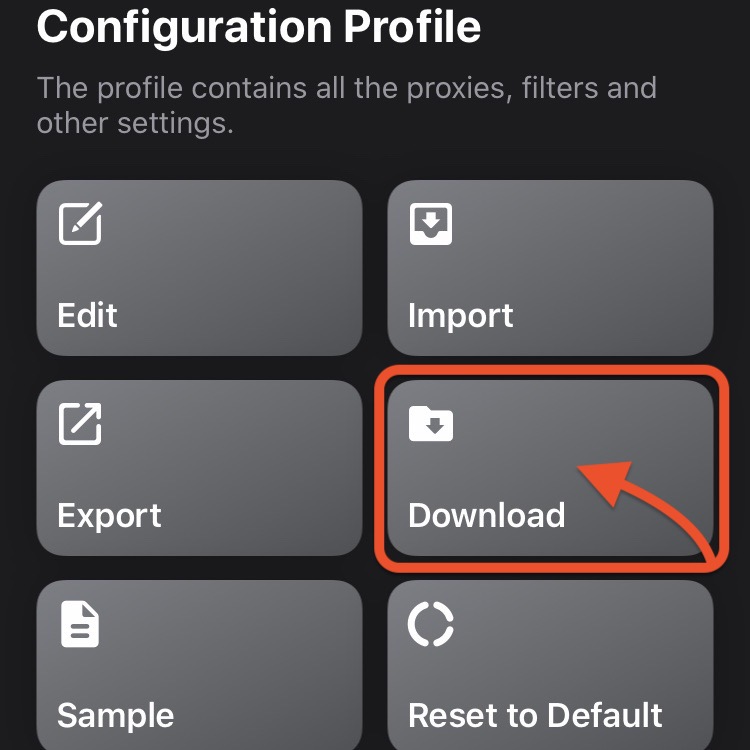 Configuration Profile
The profile contains all the proxies, filters and
other settings.
Edit
Import
Export
Download
Sample
Reset to Default